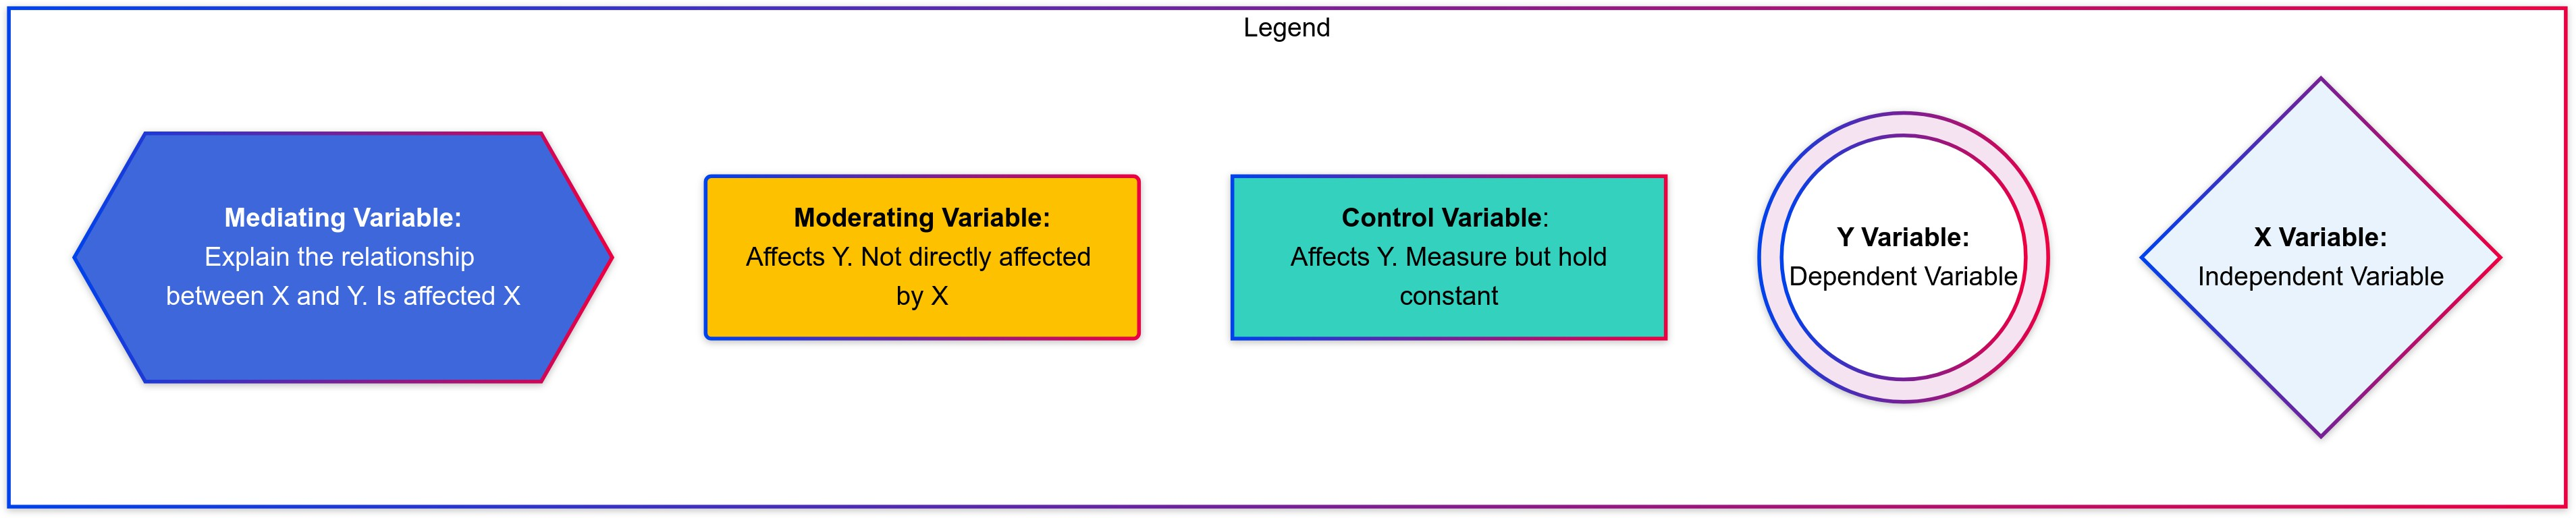 Legend
Mediating Variable:
Explain the relationship
between X and Y. Is affected X
Moderating Variable:
Affects Y. Not directly affected
by X
Control Variable:
Affects Y. Measure but hold
constant
Y Variable:
Dependent Variable
X Variable:
Independent Variable